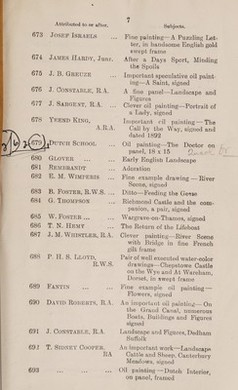 7
Attributed to or after. Subjects.
673 JOSEF ISRAELS ... Fine painting—A Puzzling Let-
ter, in handsome English gold
swept frame
674 JAMES HARDY, Junr. After a Days Sport, Minding
the Spoils
675 J. B. GREUZE ... Important speculative oil paint-
ing—A Saint, signed
676 J. CONSTABLE, R.A. A fine panel—Landscape and
Figures
677 J. SARGENT, R.A. ... Clever oil painting—Portrait of
a Lady, signed
678 YEEND KING, Important oil painting—The
A.R.A. Call by the Way, signed and
dated 1892
679 DUTCH SCHOOL ... Oil painting—The Doctor on
panel, 18 x 15
680 GLOVER ... ... Early English Landscape
681 REMBRANDT ... Adoration
682 E. M. WIMPERIS ... Fine example drawing—River
Scene, signed
683 B. FOSTER, R.W.S. ... Ditto—Feeding the Geese
684 G. THOMPSON ... Richmond Castle and the com-
panion, a pair, signed
685 W. FOSTER ... ... Wargrave-on-Thames, signed
686 T. N. HEMY ... The Return of the Lifeboat
687 J. M. WHISTLER, R.A. Clever painting—River Scene
with Bridge in fine French
gilt frame
688 P. H. S. LLOYD, Pair of well executed water-color
R.W.S. drawings—Chepstowe Castle
on the Wye and At Wareham,
Dorset, in swept frame
689 FANTIN ... ... Fine example oil painting—
Flowers, signed
690 DAVID ROBERTS, R.A. An important oil painting—On
the Grand Canal, numerous
Boats, Buildings and Figures
signed
691 J. CONSTABLE, R.A. Landscape and Figures, Dedham
Suffolk
692 T. SIDNEY COOPER, An important work—Landscape
RA Cattle and Sheep, Canterbury
Meadows, signed
693 ... ... ... Oil painting—Dutch Interior,
on panel, framed